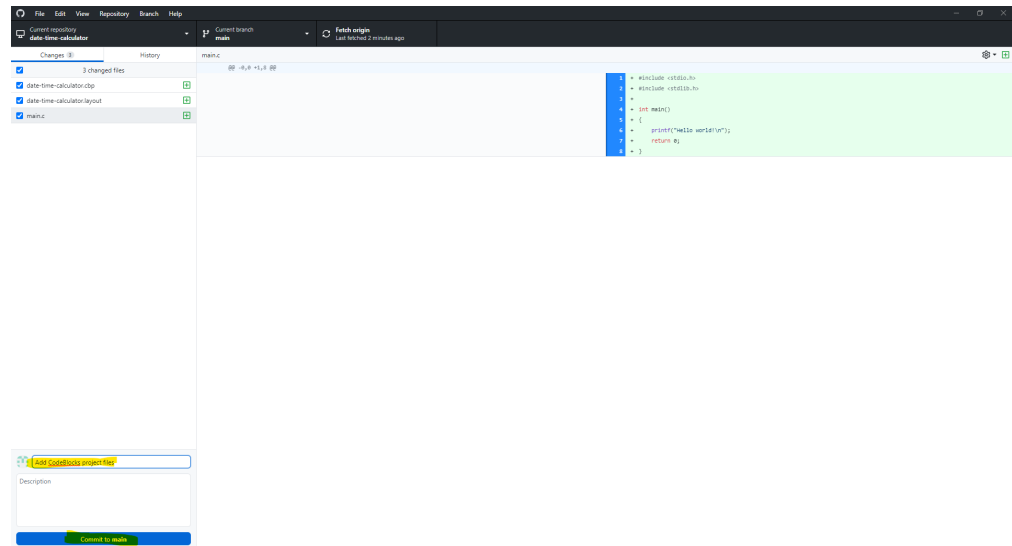 File Edit View Repository Branch Help
Current repository
date-time-calculator
Current branch
main
Fetch origin
Last fetched 2 minutes ago
Changes 3 History
3 changed files
date-time-calculator.cbp
date-time-calculator.layout
main.c
main.c
@@ -0,0 +1,8 @@
1 + #include <stdio.h>
2 + #include <stdlib.h>
3 +
4 + int main()
5 + {
6 + printf("Hello world!\n");
7 + return 0;
8 + }
Add CodeBlocks project files
Description
Commit to main